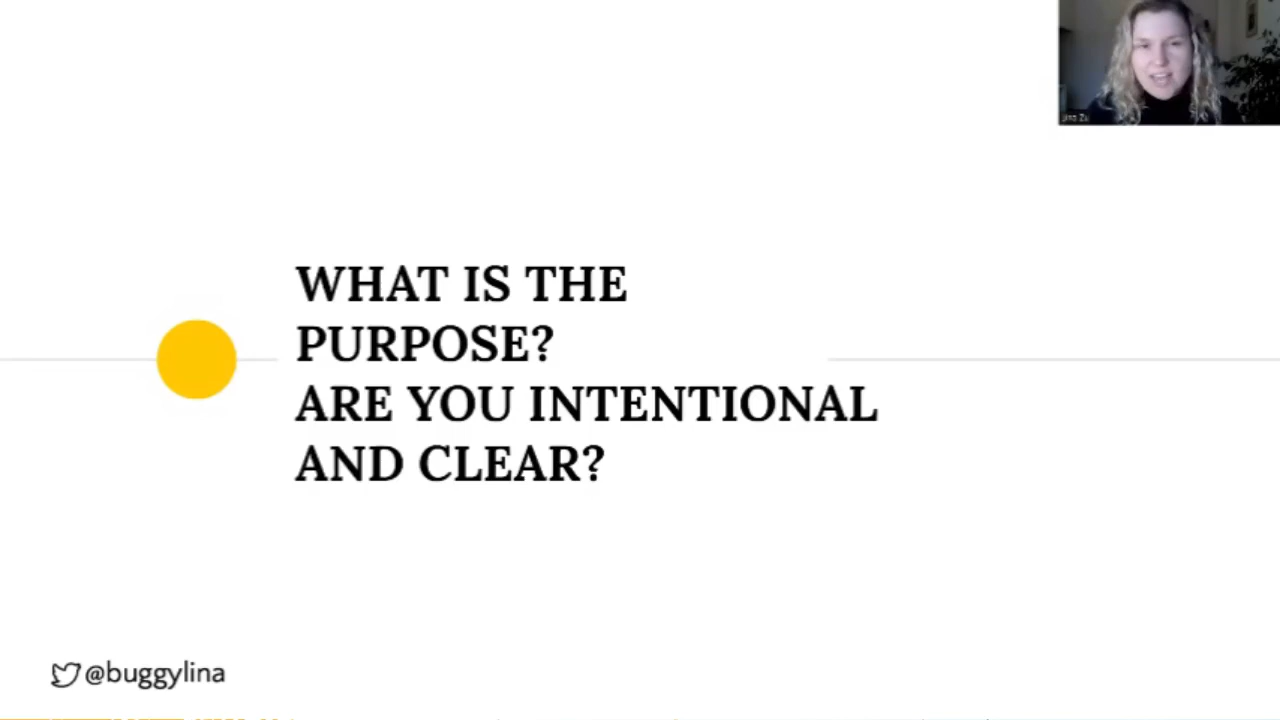 WHAT IS THE
PURPOSE?
ARE YOU INTENTIONAL
AND CLEAR?
@buggylina